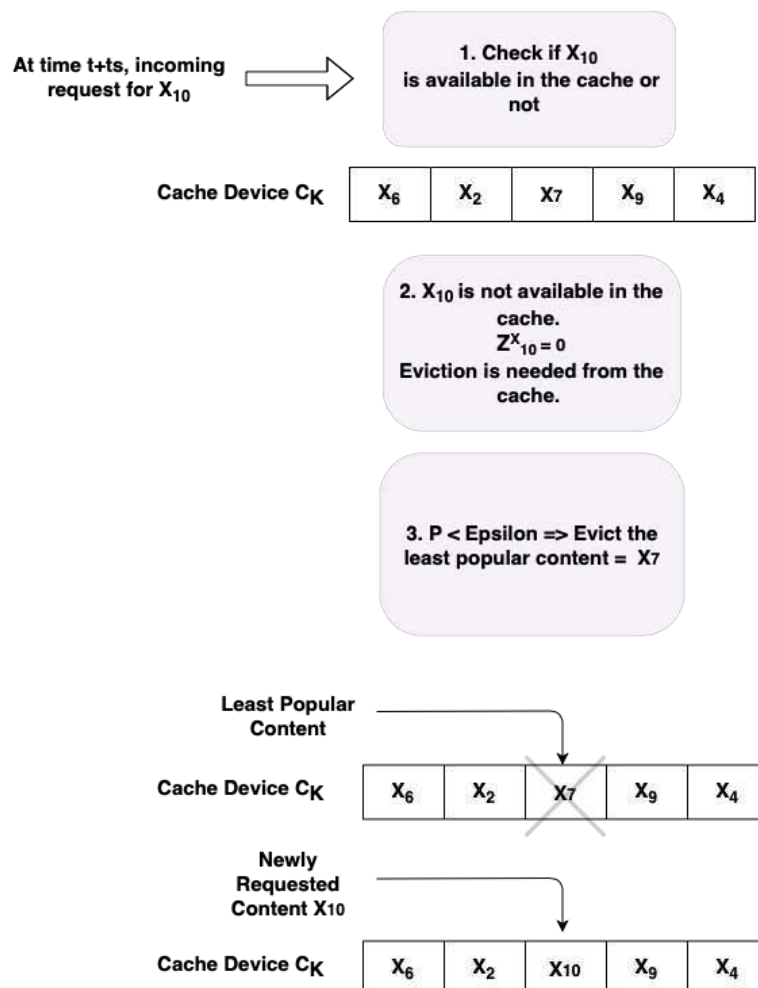 At time t+ts, incoming
request for X₁₀
1. Check if X₁₀
is available in the cache or
not
Cache Device C_K X₆ X₂ X7 X₉ X₄
2. X₁₀ is not available in the
cache.
Zˣ₁₀ = 0
Eviction is needed from the
cache.
3. P < Epsilon => Evict the
least popular content = X7
Least Popular
Content
Cache Device C_K X₆ X₂ X7 X₉ X₄
Newly
Requested
Content X10
Cache Device C_K X₆ X₂ X10 X₉ X₄